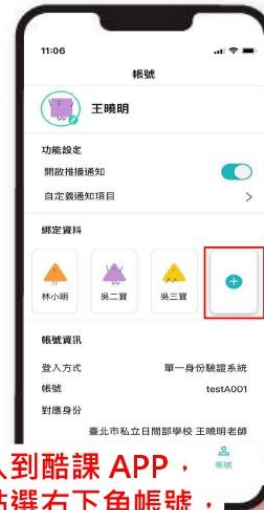 11:06
帳號
王曉明
功能設定
開啟推播通知
自定義通知項目
綁定資料
林小明
吳二寶
吳三寶
帳號資訊
登入方式 單一身份驗證系統
帳號 testA001
對應身份
臺北市私立日間部學校 王曉明老師
帳號
到酷課 APP，
選右下角帳號，